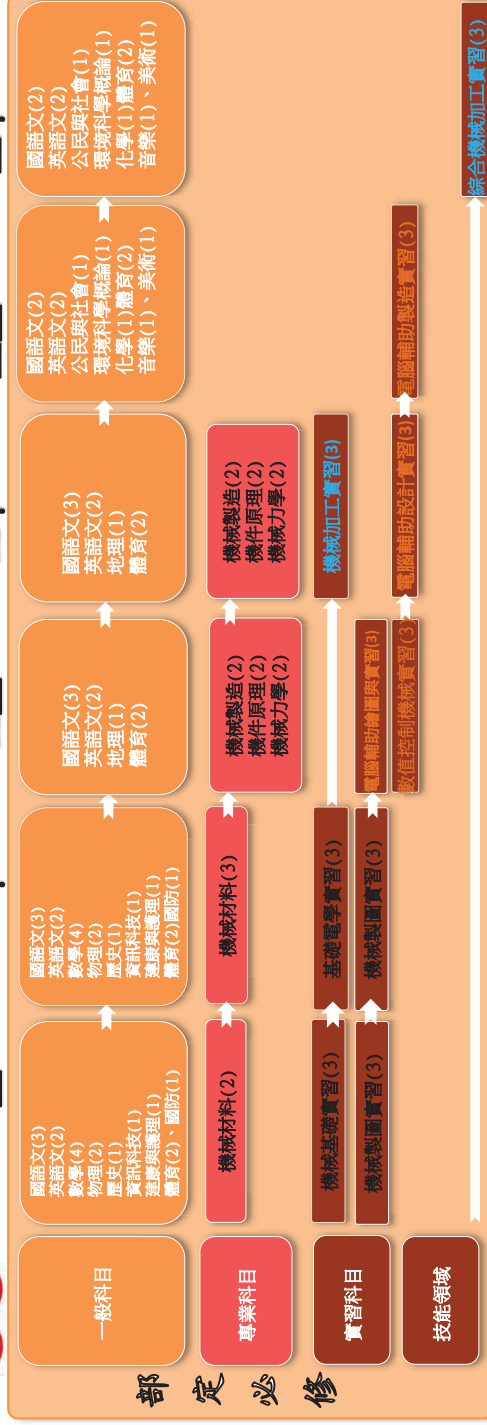 部定必修
一般科目
國語文(3)
英語文(2)
數學(4)
物理(2)
歷史(1)
資訊科技(1)
健康與護理(1)
體育(2)、國防(1)
國語文(3)
英語文(2)
數學(4)
物理(2)
歷史(1)
資訊科技(1)
健康與護理(1)
體育(2)國防(1)
國語文(3)
英語文(2)
地理(1)
體育(2)
國語文(3)
英語文(2)
地理(1)
體育(2)
國語文(2)
英語文(2)
公民與社會(1)
環境科學概論(1)
化學(1)體育(2)
音樂(1)、美術(1)
國語文(2)
英語文(2)
公民與社會(1)
環境科學概論(1)
化學(1)體育(2)
音樂(1)、美術(1)
專業科目
機械材料(2)
機械材料(3)
機械製造(2)
機件原理(2)
機械力學(2)
機械製造(2)
機件原理(2)
機械力學(2)
實習科目
機械基礎實習(3)
基礎電學實習(3)
機械加工實習(3)
機械製圖實習(3)
機械製圖實習(3)
電腦輔助繪圖與實習(3)
技能領域
數值控制機械實習(3)
電腦輔助設計實習(3)
電腦輔助製造實習(3)
綜合機械加工實習(3)